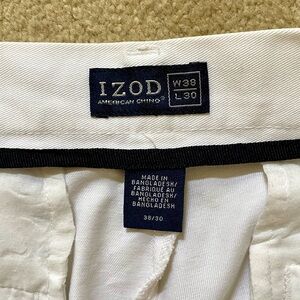 IZOD
AMERICAN CHINO®
W38
L30
MADE IN
BANGLADESH/
FABRIQUÉ AU
BANGLADESH/
HECHO EN
BANGLADESH
38/30